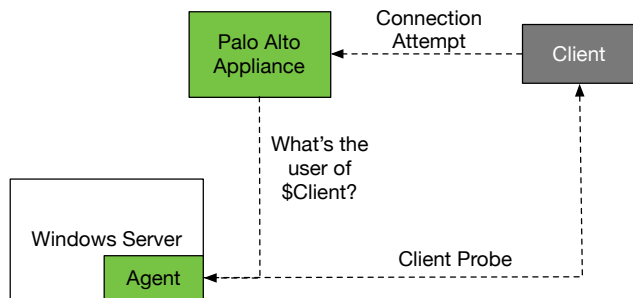 Palo Alto
Appliance
Connection
Attempt
Client
What's the
user of
$Client?
Windows Server
Agent
Client Probe